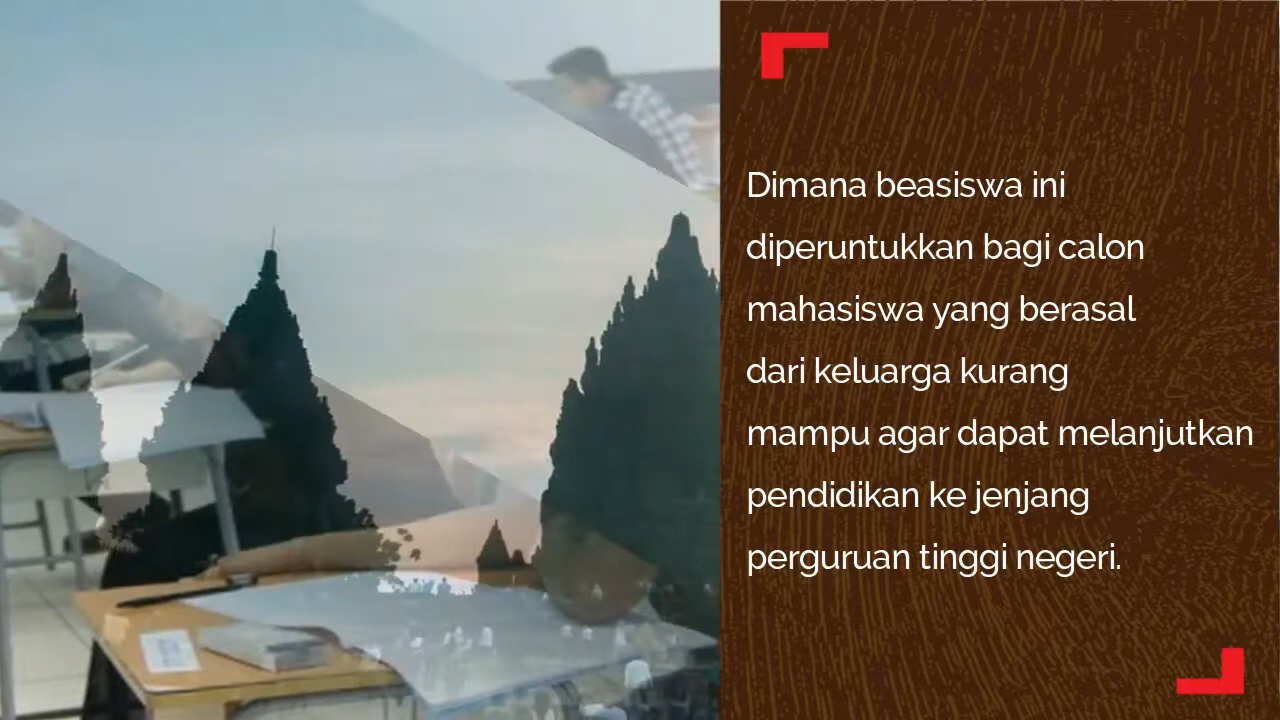 Dimana beasiswa ini
diperuntukkan bagi calon
mahasiswa yang berasal
dari keluarga kurang
mampu agar dapat melanjutkan
pendidikan ke jenjang
perguruan tinggi negeri.